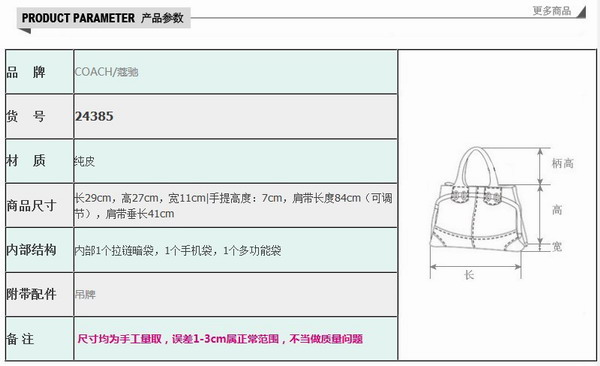 PRODUCT PARAMETER 产品参数
更多商品
品 牌
COACH/蔻驰
货 号
24385
材 质
纯皮
商品尺寸
长29cm，高27cm，宽11cm|手提高度：7cm，肩带长度84cm（可调
节），肩带垂长41cm
内部结构
内部1个拉链暗袋，1个手机袋，1个多功能袋
附带配件
吊牌
备 注
尺寸均为手工量取，误差1-3cm属正常范围，不当做质量问题
柄高
高
宽
长